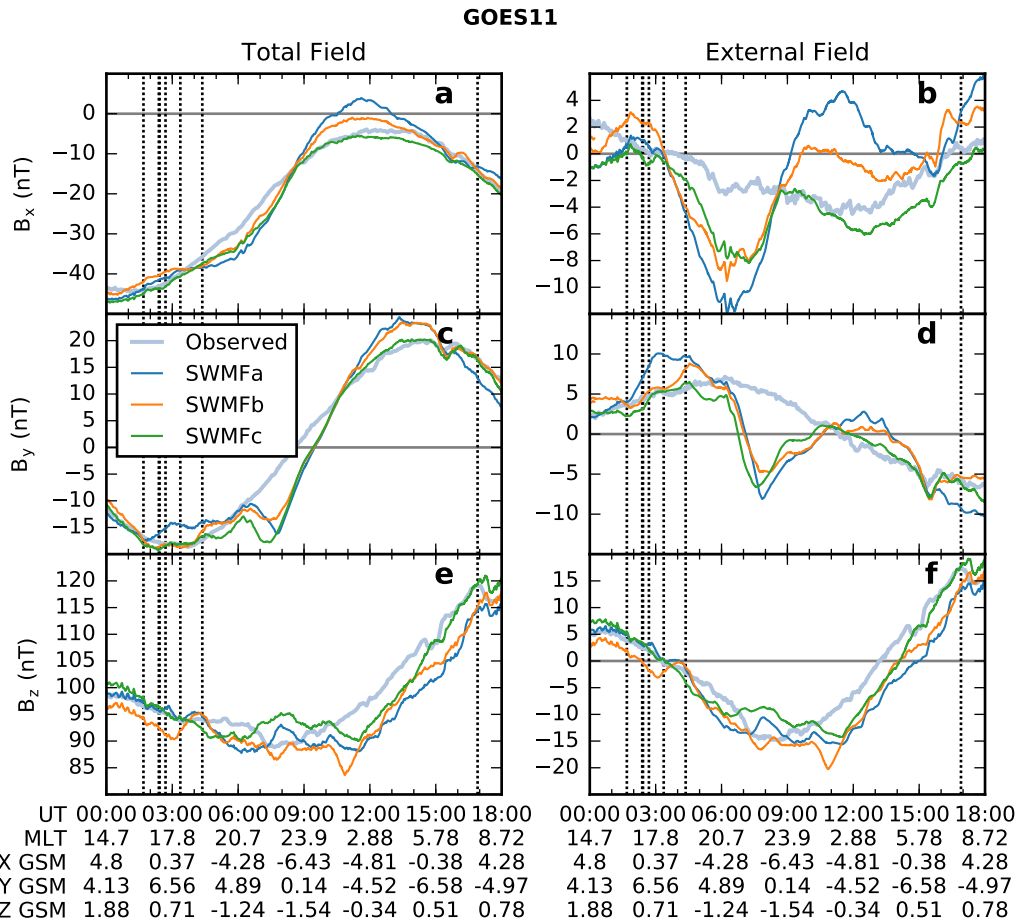 GOES11
Total Field
External Field
a
b
0
−10
−20
−30
−40
Bx (nT)
4
2
0
−2
−4
−6
−8
−10
c
d
20
15
10
5
0
−5
−10
−15
By (nT)
Observed
SWMFa
SWMFb
SWMFc
10
5
0
−5
−10
e
f
120
115
110
105
100
95
90
85
Bz (nT)
15
10
5
0
−5
−10
−15
−20
UT 00:00 03:00 06:00 09:00 12:00 15:00 18:00 00:00 03:00 06:00 09:00 12:00 15:00 18:00
MLT 14.7 17.8 20.7 23.9 2.88 5.78 8.72 14.7 17.8 20.7 23.9 2.88 5.78 8.72
X GSM 4.8 0.37 -4.28 -6.43 -4.81 -0.38 4.28 4.8 0.37 -4.28 -6.43 -4.81 -0.38 4.28
Y GSM 4.13 6.56 4.89 0.14 -4.52 -6.58 -4.97 4.13 6.56 4.89 0.14 -4.52 -6.58 -4.97
Z GSM 1.88 0.71 -1.24 -1.54 -0.34 0.51 0.78 1.88 0.71 -1.24 -1.54 -0.34 0.51 0.78